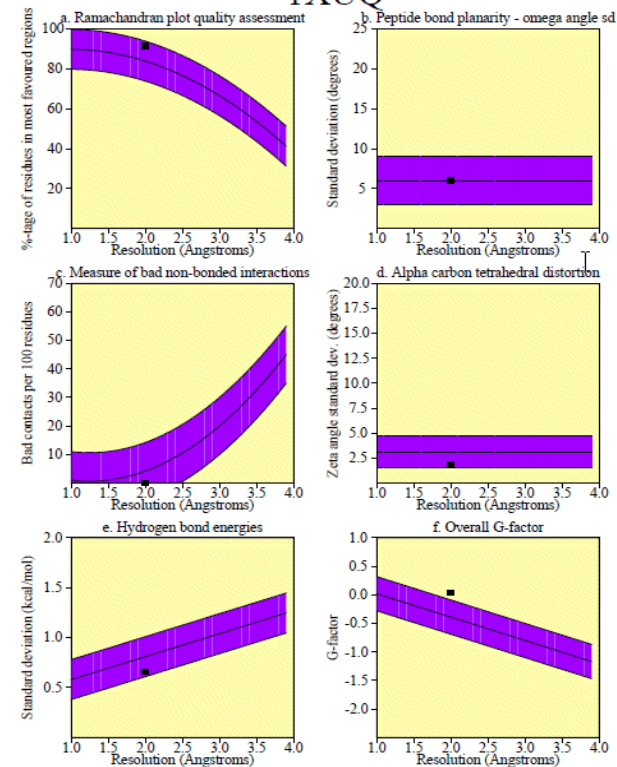 a. Ramachandran plot quality assessment
%-tage of residues in most favoured regions
100
80
60
40
20
1.0 1.5 2.0 2.5 3.0 3.5 4.0
Resolution (Angstroms)
b. Peptide bond planarity - omega angle sd
Standard deviation (degrees)
25
20
15
10
5
1.0 1.5 2.0 2.5 3.0 3.5 4.0
Resolution (Angstroms)
c. Measure of bad non-bonded interactions
Bad contacts per 100 residues
70
60
50
40
30
20
10
1.0 1.5 2.0 2.5 3.0 3.5 4.0
Resolution (Angstroms)
d. Alpha carbon tetrahedral distortion
Zeta angle standard dev. (degrees)
20.0
17.5
15.0
12.5
10.0
7.5
5.0
2.5
1.0 1.5 2.0 2.5 3.0 3.5 4.0
Resolution (Angstroms)
e. Hydrogen bond energies
Standard deviation (kcal/mol)
2.0
1.5
1.0
0.5
1.0 1.5 2.0 2.5 3.0 3.5 4.0
Resolution (Angstroms)
f. Overall G-factor
G-factor
1.0
0.5
0.0
-0.5
-1.0
-1.5
-2.0
1.0 1.5 2.0 2.5 3.0 3.5 4.0
Resolution (Angstroms)